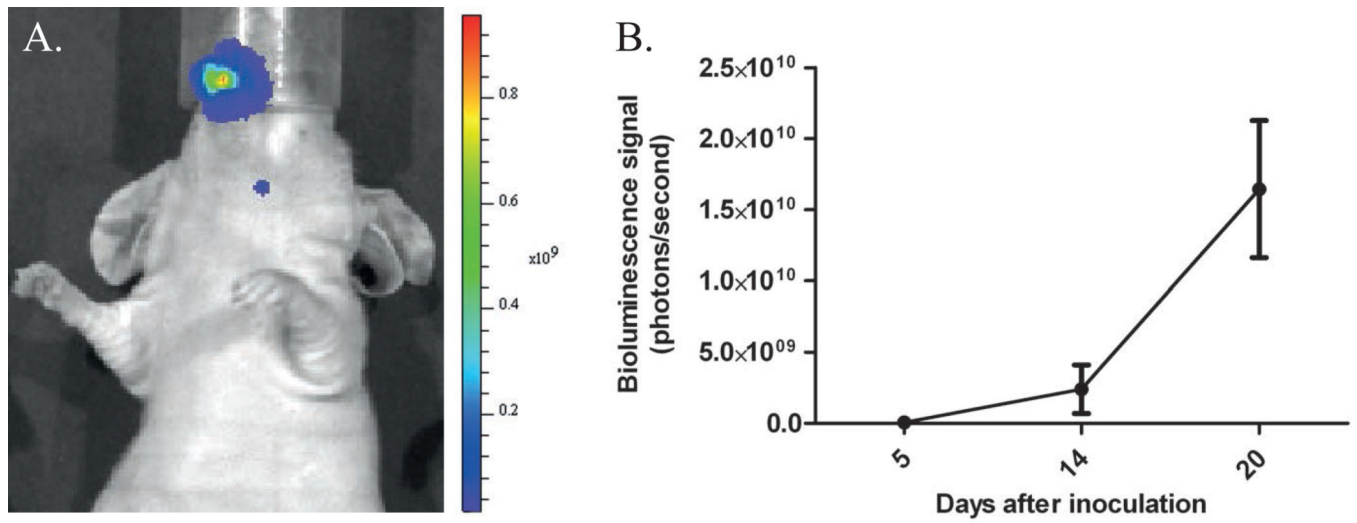 A.
0.8
0.6
x10⁹
0.4
0.2
B.
Bioluminescence signal
(photons/second)
2.5×10¹⁰
2.0×10¹⁰
1.5×10¹⁰
1.0×10¹⁰
5.0×10⁰⁹
0.0
5
14
20
Days after inoculation